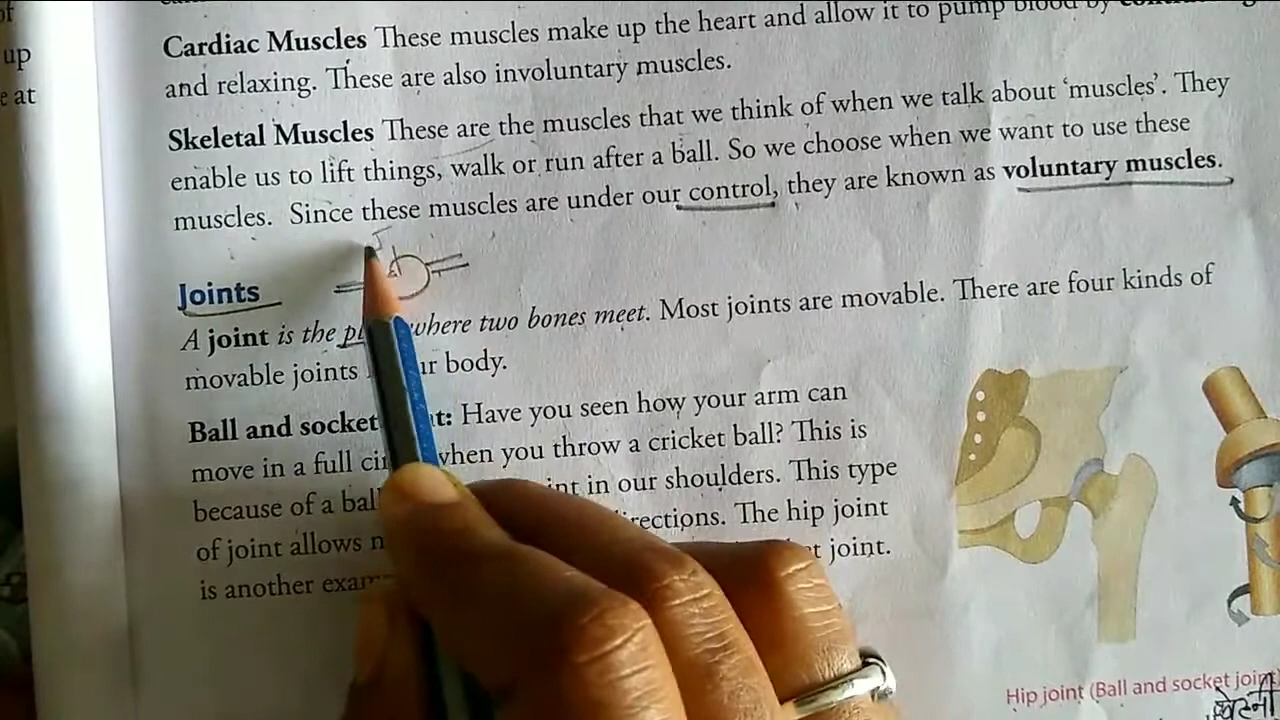 of
up
e at
Cardiac Muscles These muscles make up the heart and allow it to pump blood by
and relaxing. These are also involuntary muscles.
Skeletal Muscles These are the muscles that we think of when we talk about ‘muscles’. They
enable us to lift things, walk or run after a ball. So we choose when we want to use these
muscles. Since these muscles are under our control, they are known as voluntary muscles.
J
Joints
A joint is the where two bones meet. Most joints are movable. There are four kinds of
movable joints ur body.
Ball and socket t: Have you seen how your arm can
move in a full cir when you throw a cricket ball? This is
because of a ball int in our shoulders. This type
of joint allows rections. The hip joint
is another exam t joint.
Hip joint (Ball and socket joint